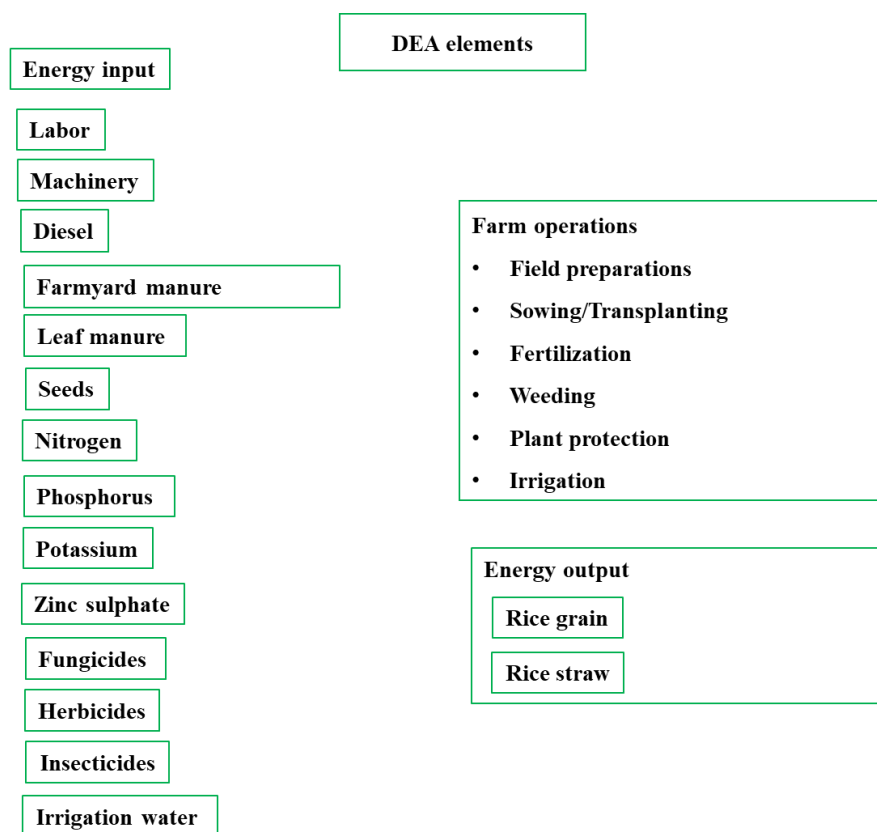 DEA elements
Energy input
Labor
Machinery
Diesel
Farmyard manure
Leaf manure
Seeds
Nitrogen
Phosphorus
Potassium
Zinc sulphate
Fungicides
Herbicides
Insecticides
Irrigation water
Farm operations
• Field preparations
• Sowing/Transplanting
• Fertilization
• Weeding
• Plant protection
• Irrigation
Energy output
Rice grain
Rice straw